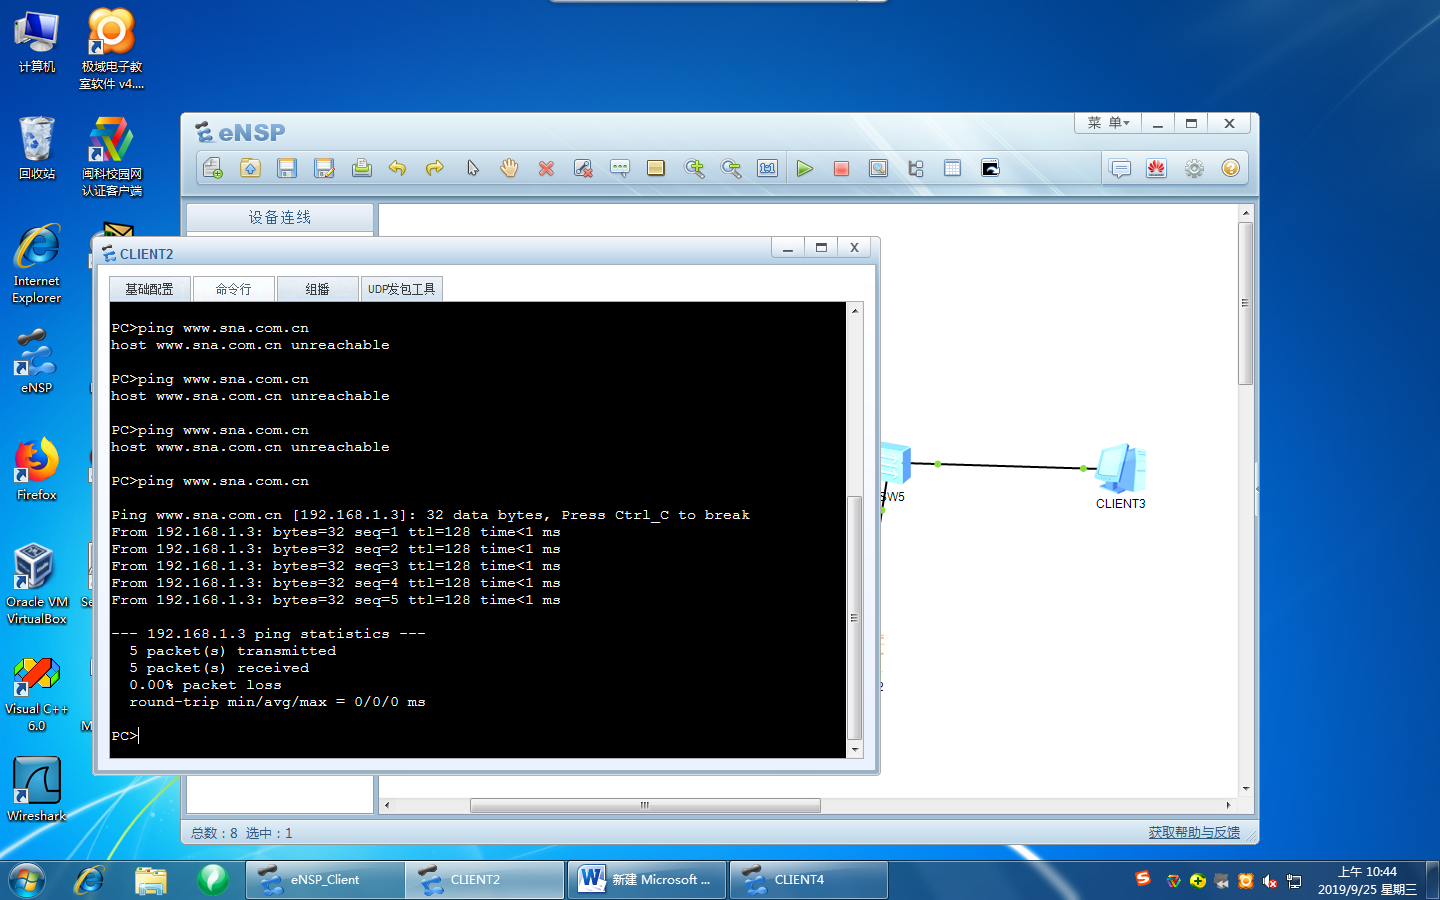 计算机
极域电子教
室软件 v4....
回收站
闽科校园网
认证客户端
Internet
Explorer
eNSP
Firefox
Oracle VM
VirtualBox
Visual C++
6.0
Wireshark
eNSP
菜 单
设备连线
CLIENT2
基础配置
命令行
组播
UDP发包工具
PC>ping www.sna.com.cn
host www.sna.com.cn unreachable
PC>ping www.sna.com.cn
host www.sna.com.cn unreachable
PC>ping www.sna.com.cn
host www.sna.com.cn unreachable
PC>ping www.sna.com.cn
Ping www.sna.com.cn [192.168.1.3]: 32 data bytes, Press Ctrl_C to break
From 192.168.1.3: bytes=32 seq=1 ttl=128 time<1 ms
From 192.168.1.3: bytes=32 seq=2 ttl=128 time<1 ms
From 192.168.1.3: bytes=32 seq=3 ttl=128 time<1 ms
From 192.168.1.3: bytes=32 seq=4 ttl=128 time<1 ms
From 192.168.1.3: bytes=32 seq=5 ttl=128 time<1 ms
--- 192.168.1.3 ping statistics ---
5 packet(s) transmitted
5 packet(s) received
0.00% packet loss
round-trip min/avg/max = 0/0/0 ms
PC>
SW5
CLIENT3
总数 : 8 选中 : 1
获取帮助与反馈
eNSP_Client
CLIENT2
新建 Microsoft ...
CLIENT4
上午 10:44
2019/9/25 星期三